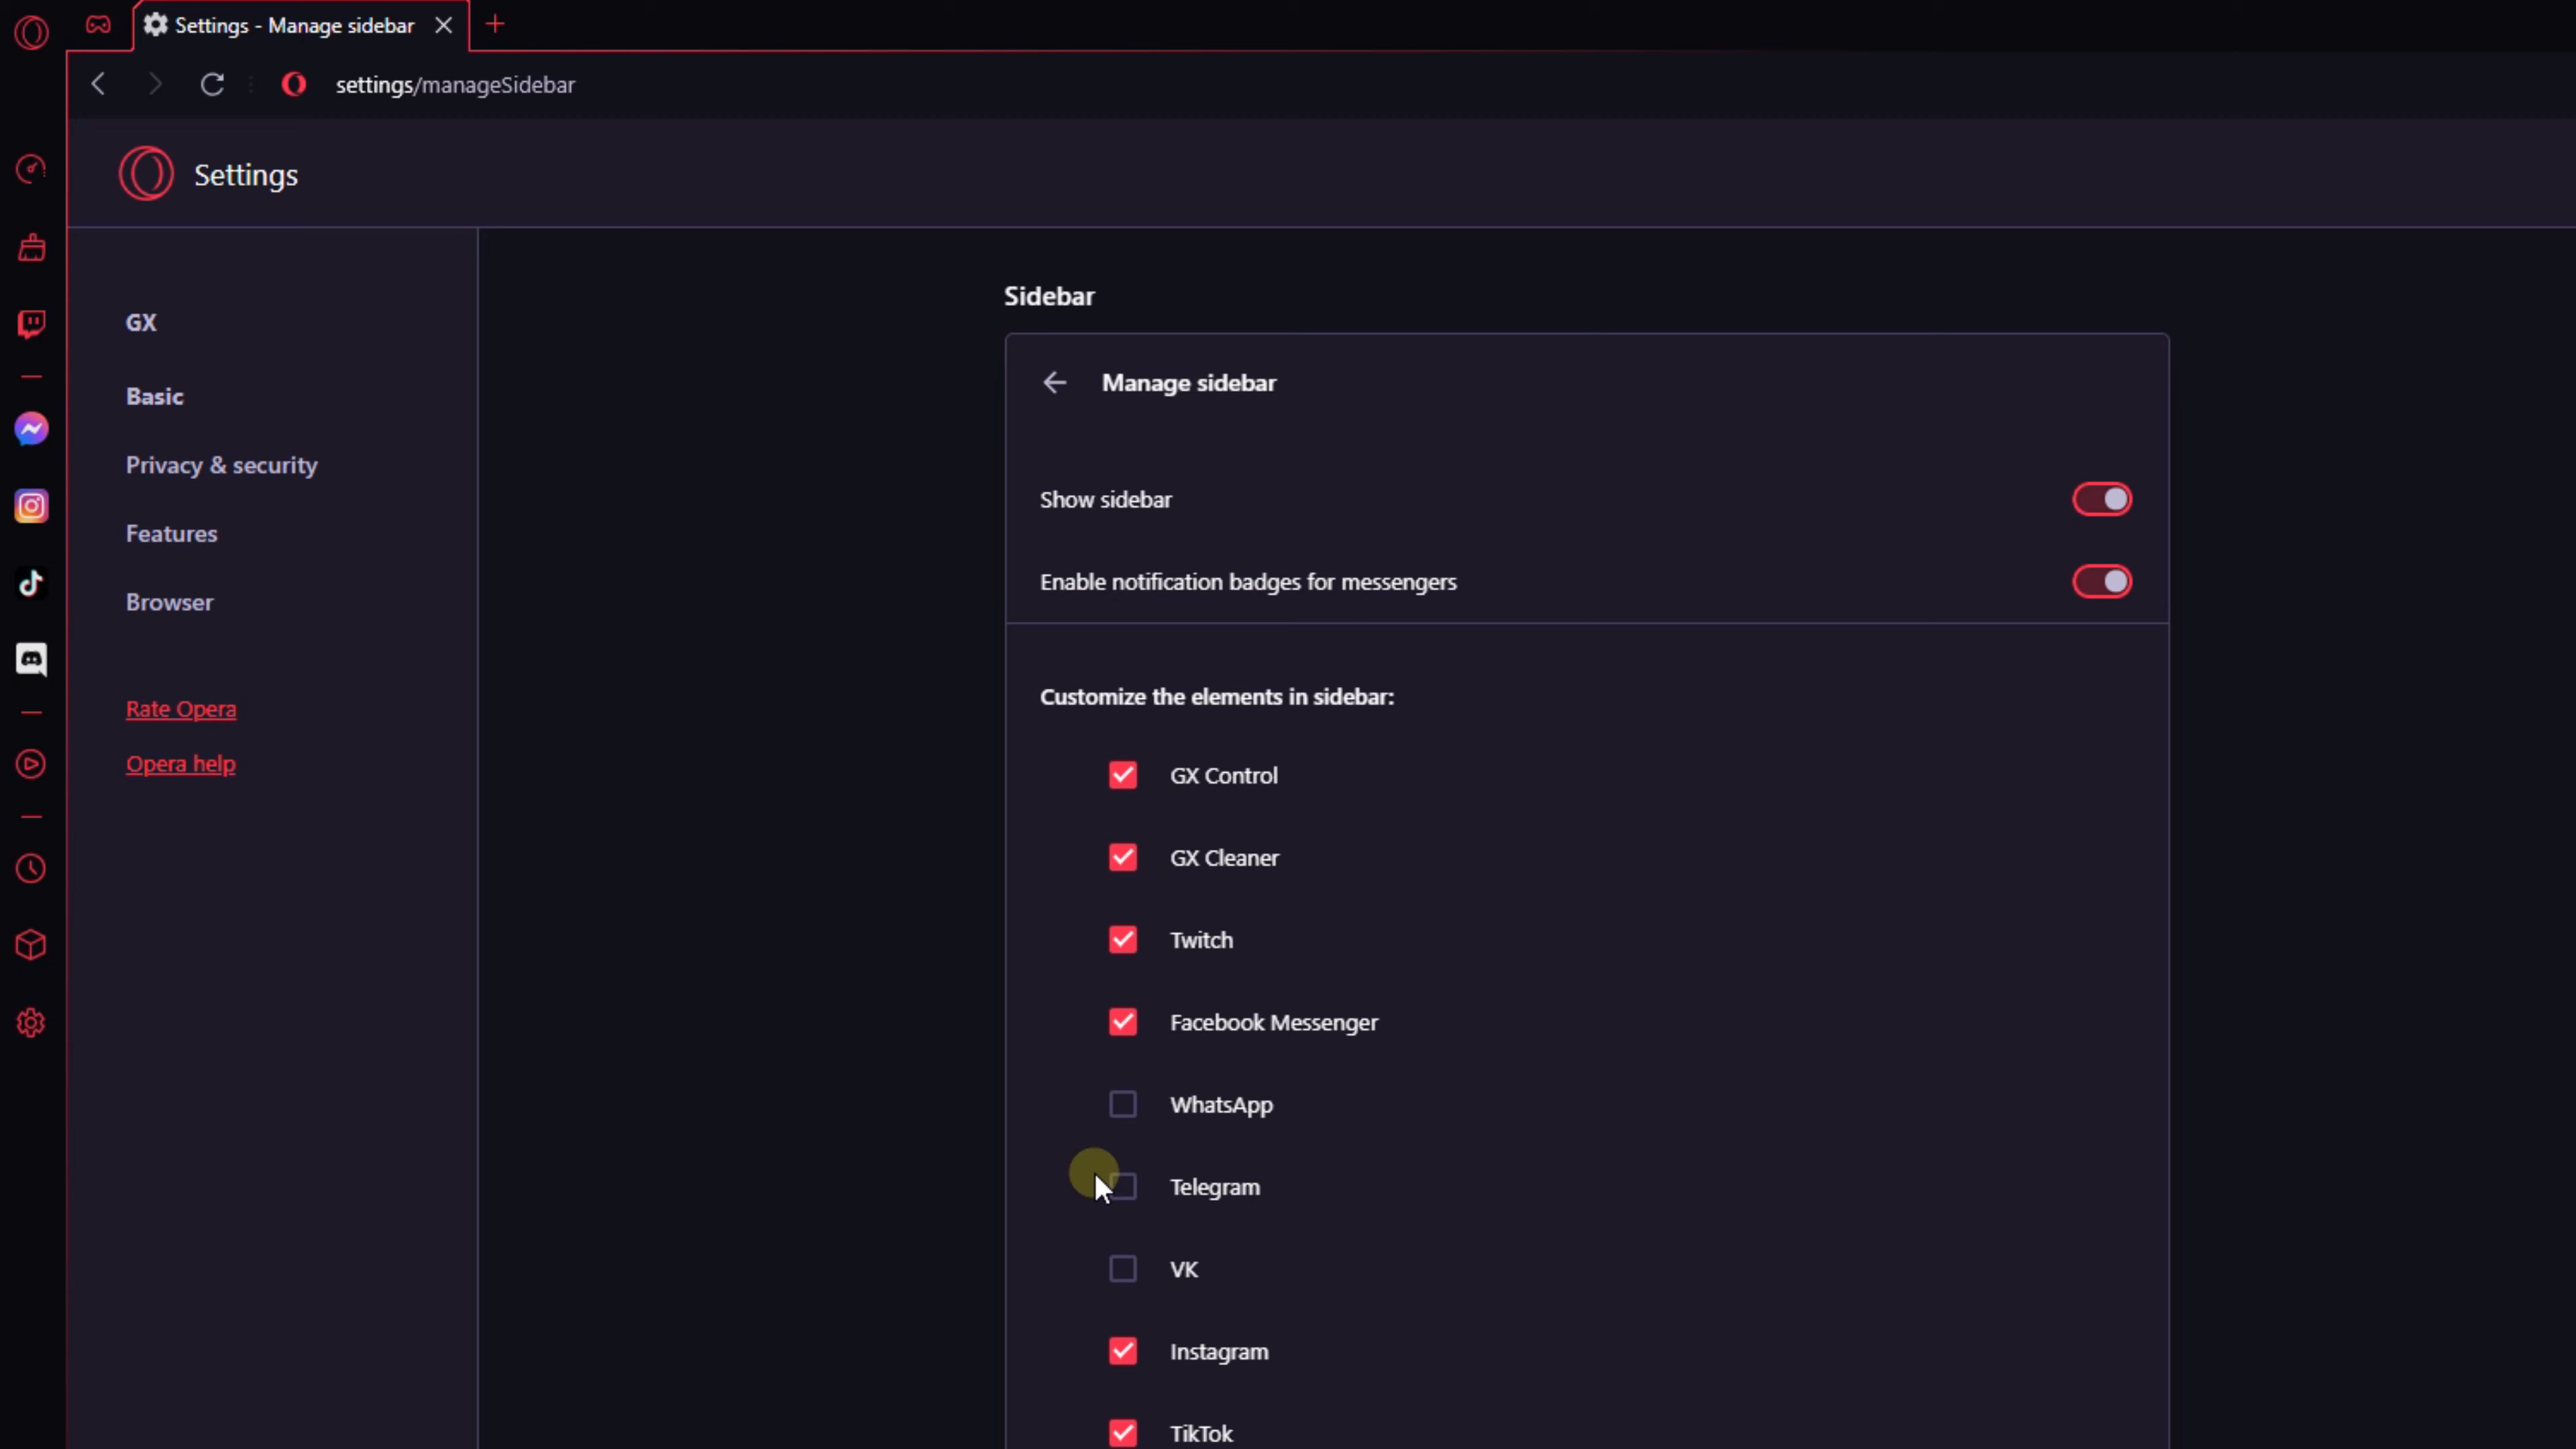 Settings - Manage sidebar
settings/manageSidebar
Settings
GX
Basic
Privacy & security
Features
Browser
Rate Opera
Opera help
Sidebar
Manage sidebar
Show sidebar
Enable notification badges for messengers
Customize the elements in sidebar:
GX Control
GX Cleaner
Twitch
Facebook Messenger
WhatsApp
Telegram
VK
Instagram
TikTok